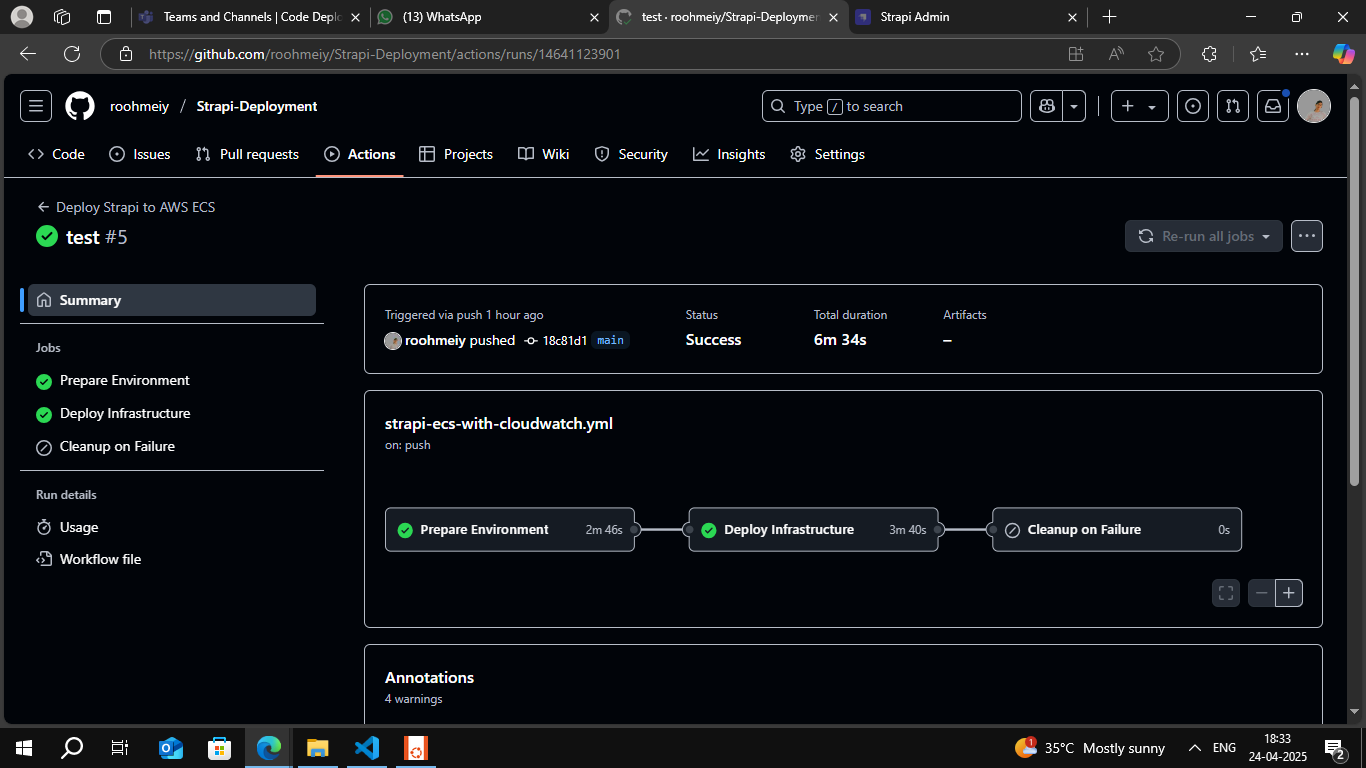 Teams and Channels | Code Deplo
(13) WhatsApp
test · roohmeiy/Strapi-Deploymen
Strapi Admin
https://github.com/roohmeiy/Strapi-Deployment/actions/runs/14641123901
roohmeiy / Strapi-Deployment
Type / to search
Code
Issues
Pull requests
Actions
Projects
Wiki
Security
Insights
Settings
Deploy Strapi to AWS ECS
test #5
Re-run all jobs
Summary
Jobs
Prepare Environment
Deploy Infrastructure
Cleanup on Failure
Run details
Usage
Workflow file
Triggered via push 1 hour ago
roohmeiy pushed 18c81d1 main
Status
Success
Total duration
6m 34s
Artifacts
–
strapi-ecs-with-cloudwatch.yml
on: push
Prepare Environment 2m 46s
Deploy Infrastructure 3m 40s
Cleanup on Failure 0s
Annotations
4 warnings
1
35°C Mostly sunny
ENG
18:33
24-04-2025
2